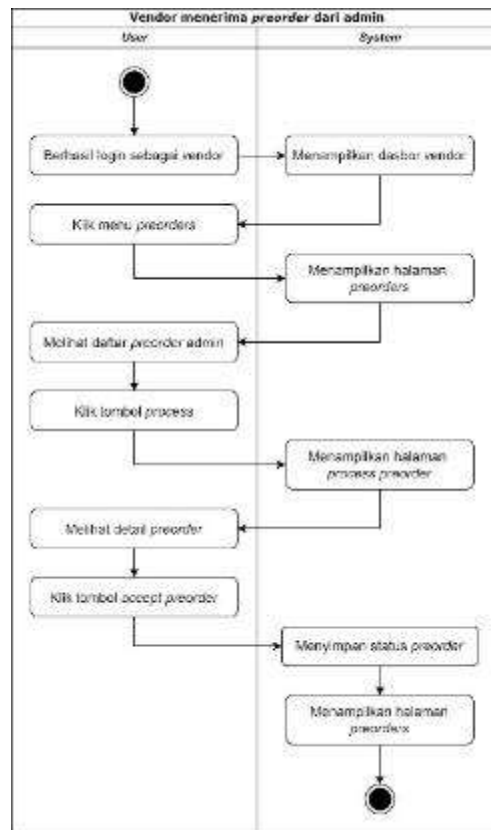 Vendor menerima preorder dari admin
User
System
Berhasil login sebagai vendor
Menampilkan dasbor vendor
Klik menu preorders
Menampilkan halaman
preorders
Melihat daftar preorder admin
Klik tombol process
Menampilkan halaman
process preorder
Melihat detail preorder
Klik tombol accept preorder
Menyimpan status preorder
Menampilkan halaman
preorders